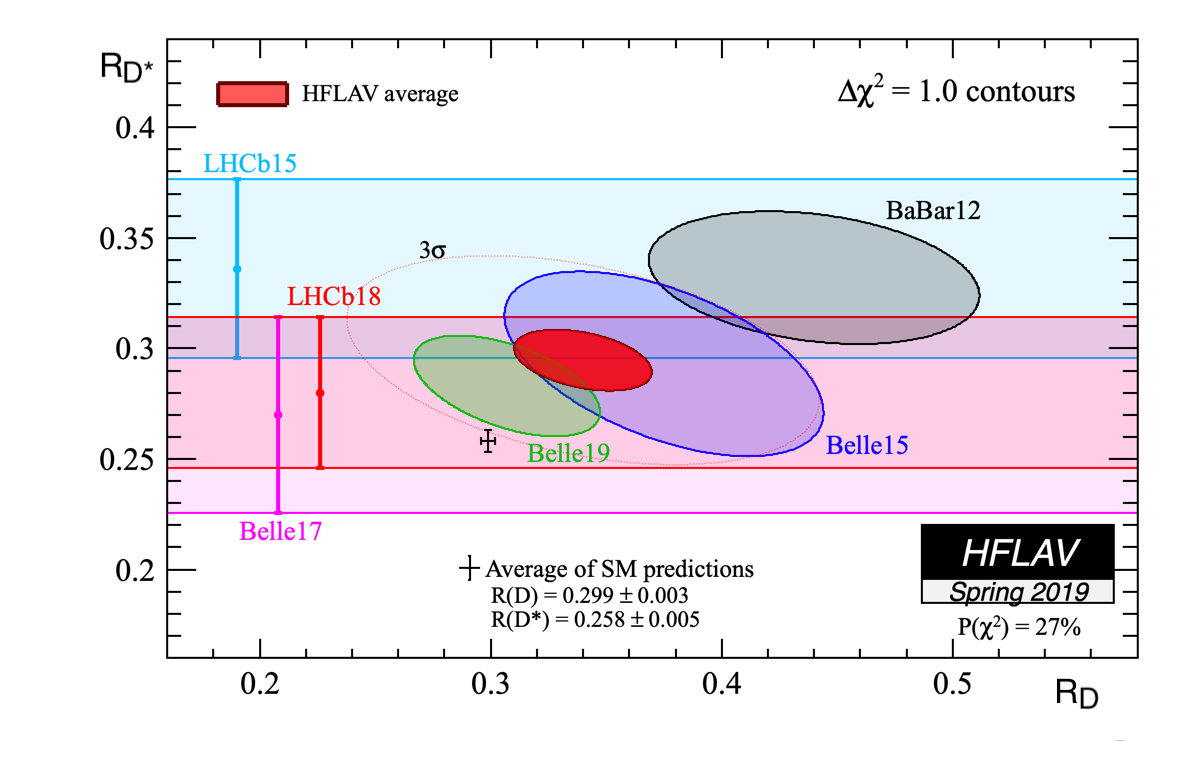 R_D*
HFLAV average
Δχ² = 1.0 contours
0.4
LHCb15
BaBar12
0.35
3σ
LHCb18
0.3
Belle19
Belle15
0.25
Belle17
HFLAV
Average of SM predictions
0.2
R(D) = 0.299 ± 0.003
Spring 2019
R(D*) = 0.258 ± 0.005
P(χ²) = 27%
0.2
0.3
0.4
0.5
R_D